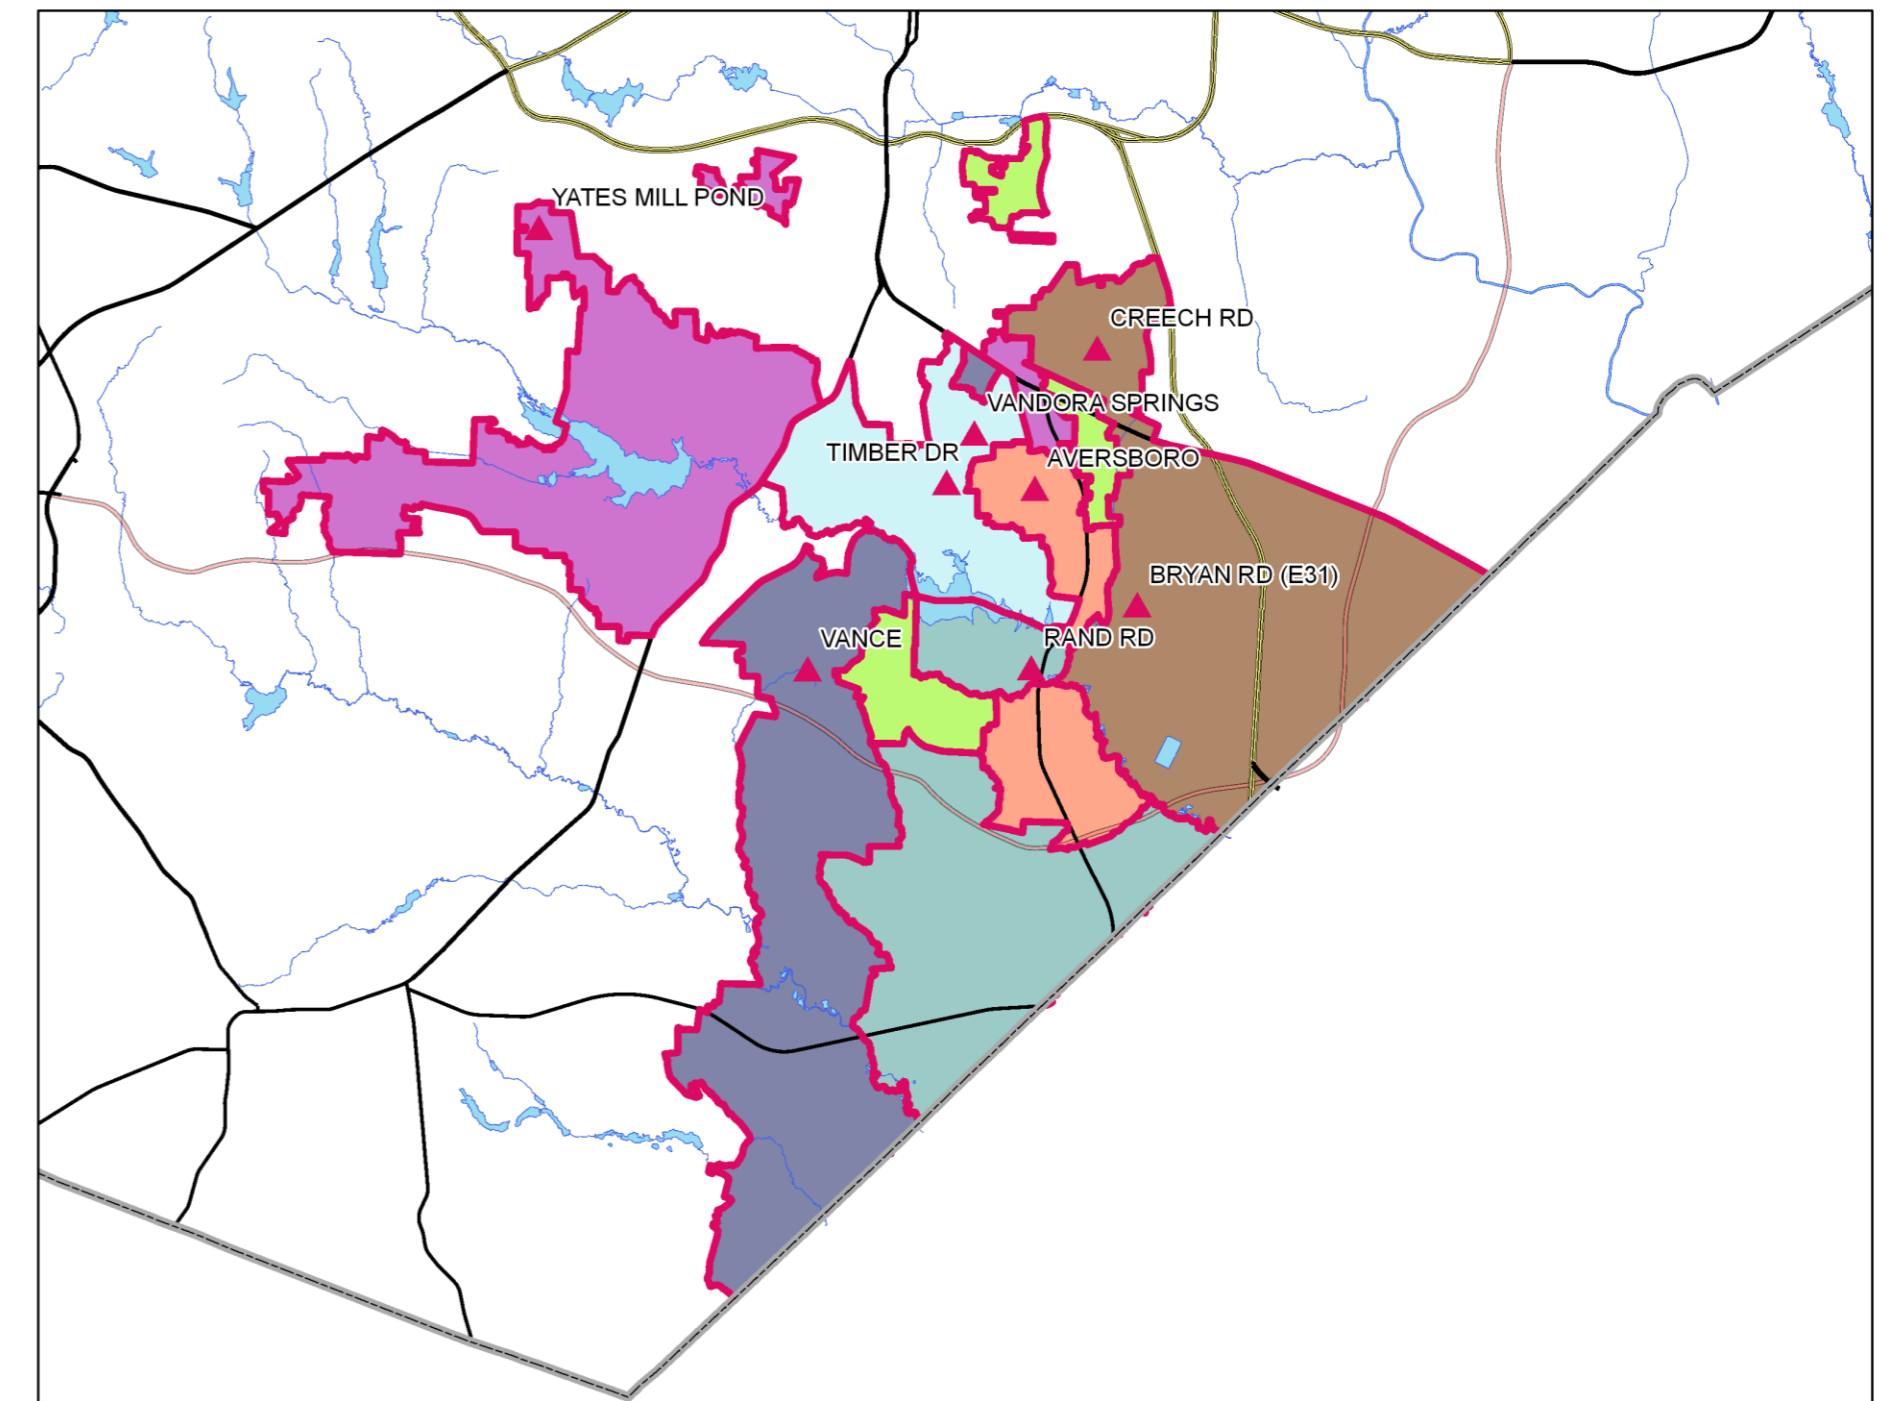 YATES MILL POND
CREECH RD
VANDORA SPRINGS
TIMBER DR
AVERSBORO
BRYAN RD (E31)
VANCE
RAND RD